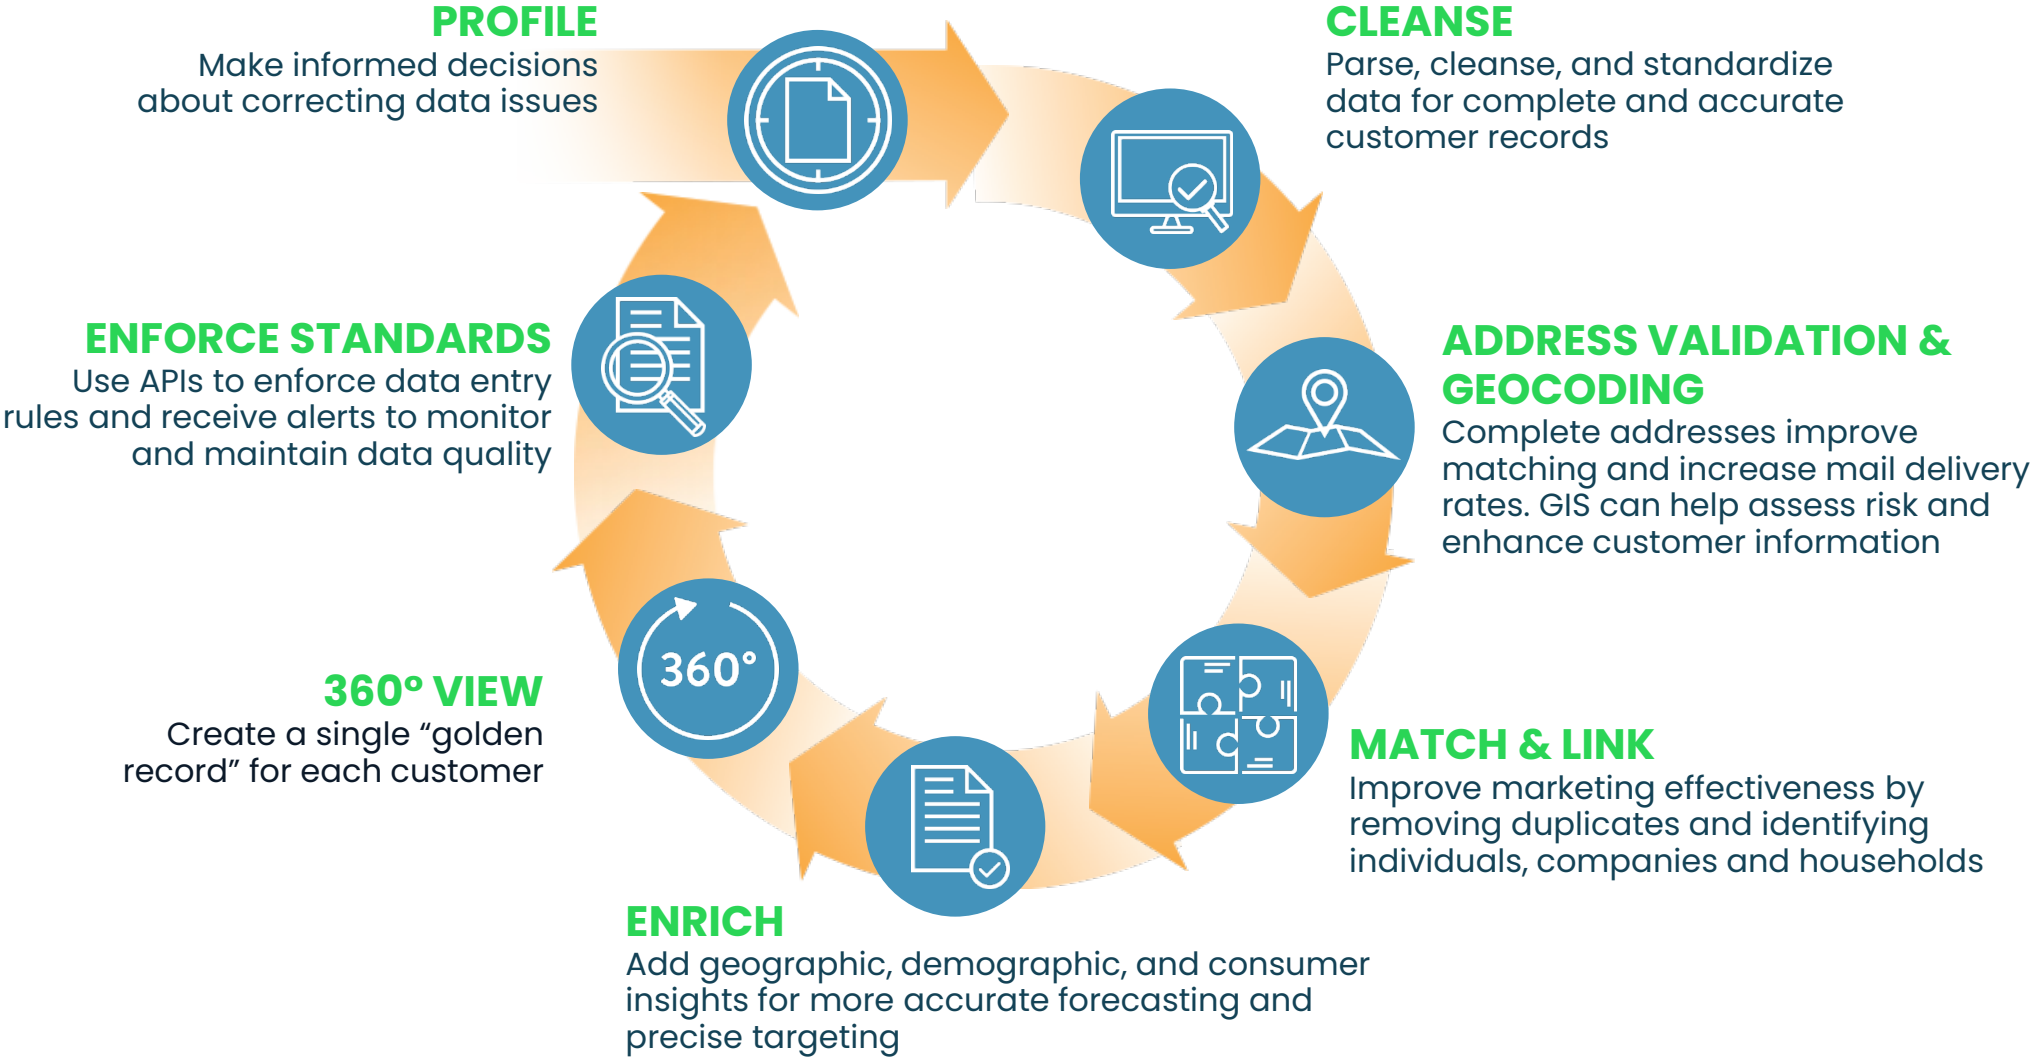 PROFILE
Make informed decisions
about correcting data issues
CLEANSE
Parse, cleanse, and standardize
data for complete and accurate
customer records
ADDRESS VALIDATION &
GEOCODING
Complete addresses improve
matching and increase mail delivery
rates. GIS can help assess risk and
enhance customer information
MATCH & LINK
Improve marketing effectiveness by
removing duplicates and identifying
individuals, companies and households
ENRICH
Add geographic, demographic, and consumer
insights for more accurate forecasting and
precise targeting
360° VIEW
Create a single “golden
record” for each customer
360°
ENFORCE STANDARDS
Use APIs to enforce data entry
rules and receive alerts to monitor
and maintain data quality